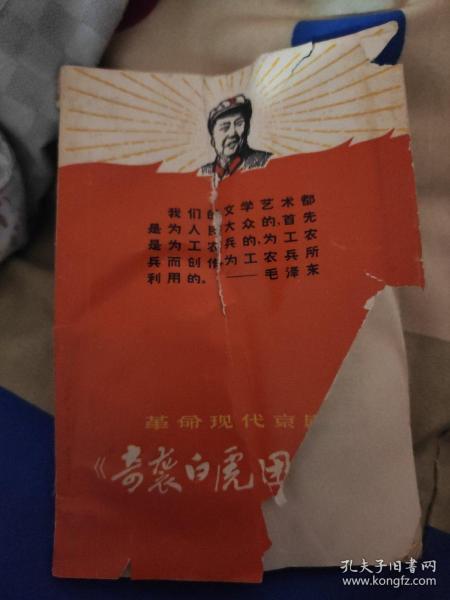 我们的文学艺术都
是为人民大众的，首先
是为工农兵的，为工农
兵而创作，为工农兵所
利用的。——毛泽东
革命现代京
《奇袭白虎团
孔夫子旧书网
www.kongfz.com